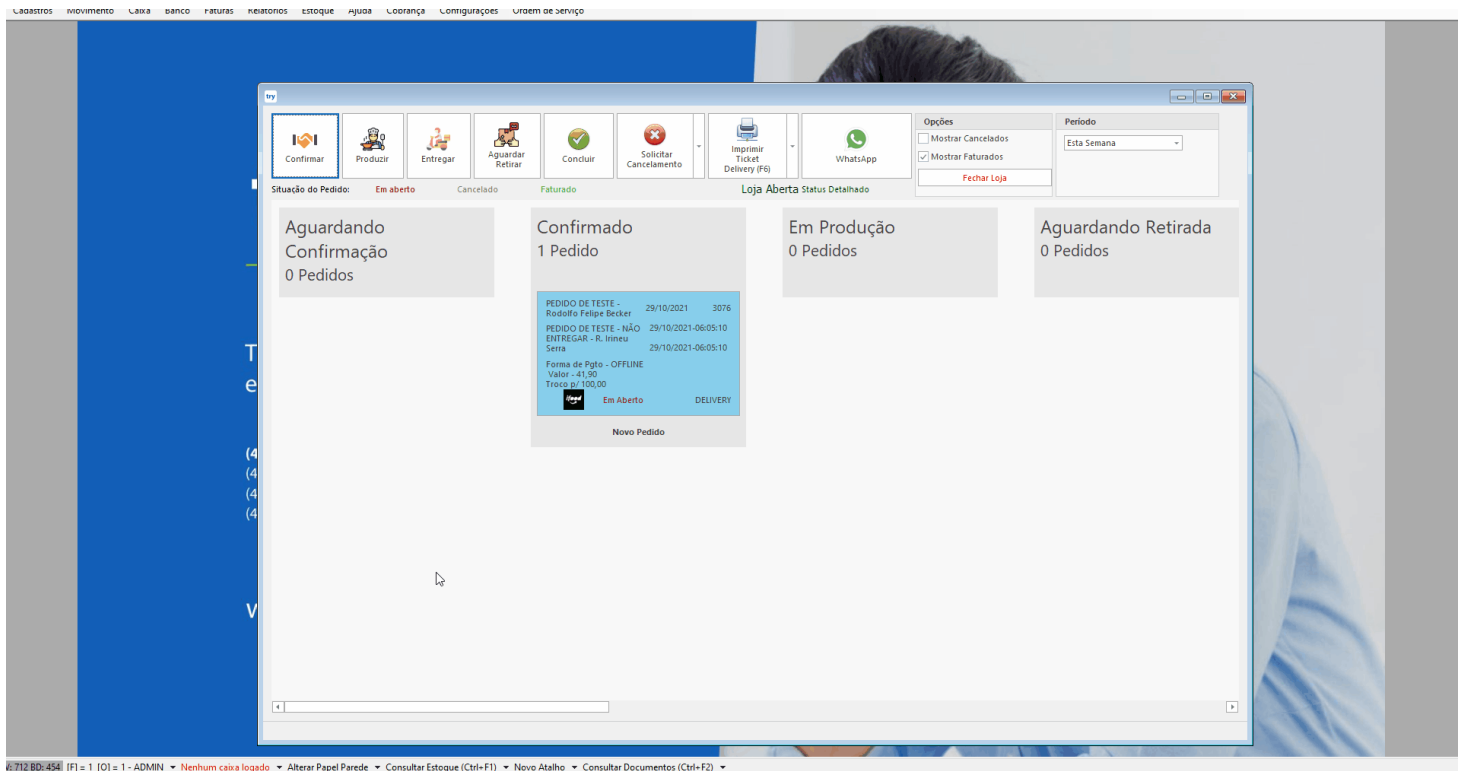 Cadastros Movimento Caixa Banco Faturas Relatórios Estoque Ajuda Cobrança Configurações Ordem de Serviço
try
Confirmar
Produzir
Entregar
Aguardar
Retirar
Concluir
Solicitar
Cancelamento
Imprimir
Ticket
Delivery (F6)
WhatsApp
Opções
Mostrar Cancelados
Mostrar Faturados
Fechar Loja
Período
Esta Semana
Situação do Pedido: Em aberto Cancelado Faturado Loja Aberta Status Detalhado
Aguardando
Confirmação
0 Pedidos
Confirmado
1 Pedido
Em Produção
0 Pedidos
Aguardando Retirada
0 Pedidos
PEDIDO DE TESTE -
Rodolfo Felipe Becker
29/10/2021 3076
PEDIDO DE TESTE - NÃO
ENTREGAR - R. Irineu
Serra
29/10/2021-06:05:10
29/10/2021-06:05:10
Forma de Pgto - OFFLINE
Valor - 41,90
Troco p/ 100,00
ifood Em Aberto DELIVERY
Novo Pedido
T
e
(4
(4
(4
(4
V
V: 712 BD: 454 [F] = 1 [O] = 1 - ADMIN Nenhum caixa logado Alterar Papel Parede Consultar Estoque (Ctrl+F1) Novo Atalho Consultar Documentos (Ctrl+F2)